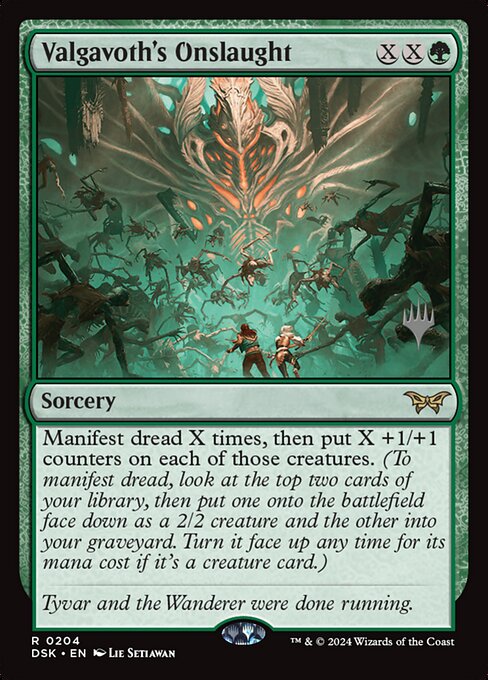 Valgavoth's Onslaught X X
Sorcery
Manifest dread X times, then put X +1/+1
counters on each of those creatures. (To
manifest dread, look at the top two cards of
your library, then put one onto the battlefield
face down as a 2/2 creature and the other into
your graveyard. Turn it face up any time for its
mana cost if it's a creature card.)
Tyvar and the Wanderer were done running.
R 0204
DSK • EN Lie Setiawan
™ & © 2024 Wizards of the Coast